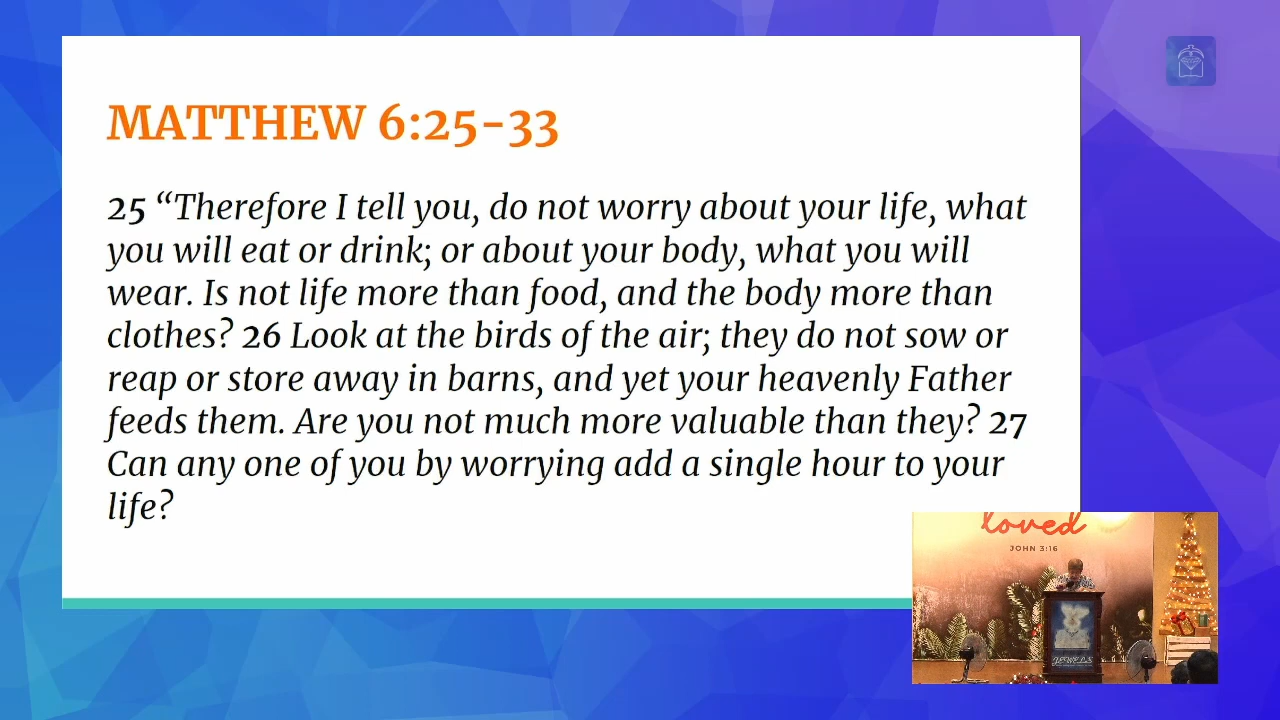 MATTHEW 6:25-33
25 “Therefore I tell you, do not worry about your life, what
you will eat or drink; or about your body, what you will
wear. Is not life more than food, and the body more than
clothes? 26 Look at the birds of the air; they do not sow or
reap or store away in barns, and yet your heavenly Father
feeds them. Are you not much more valuable than they? 27
Can any one of you by worrying add a single hour to your
life?
loved
JOHN 3:16
JEWELS